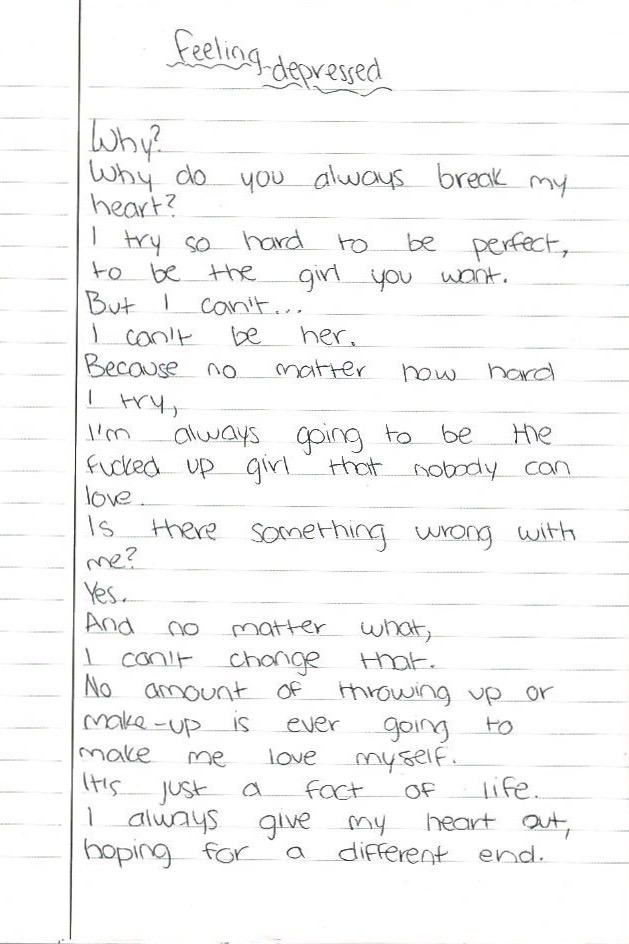 Feeling depressed
Why?
Why do you always break my
heart?
I try so hard to be perfect,
to be the girl you want.
But I can't...
I can't be her.
Because no matter how hard
I try,
I'm always going to be the
fucked up girl that nobody can
love.
Is there something wrong with
me?
Yes.
And no matter what,
I can't change that.
No amount of throwing up or
make-up is ever going to
make me love myself.
It's just a fact of life.
I always give my heart out,
hoping for a different end.